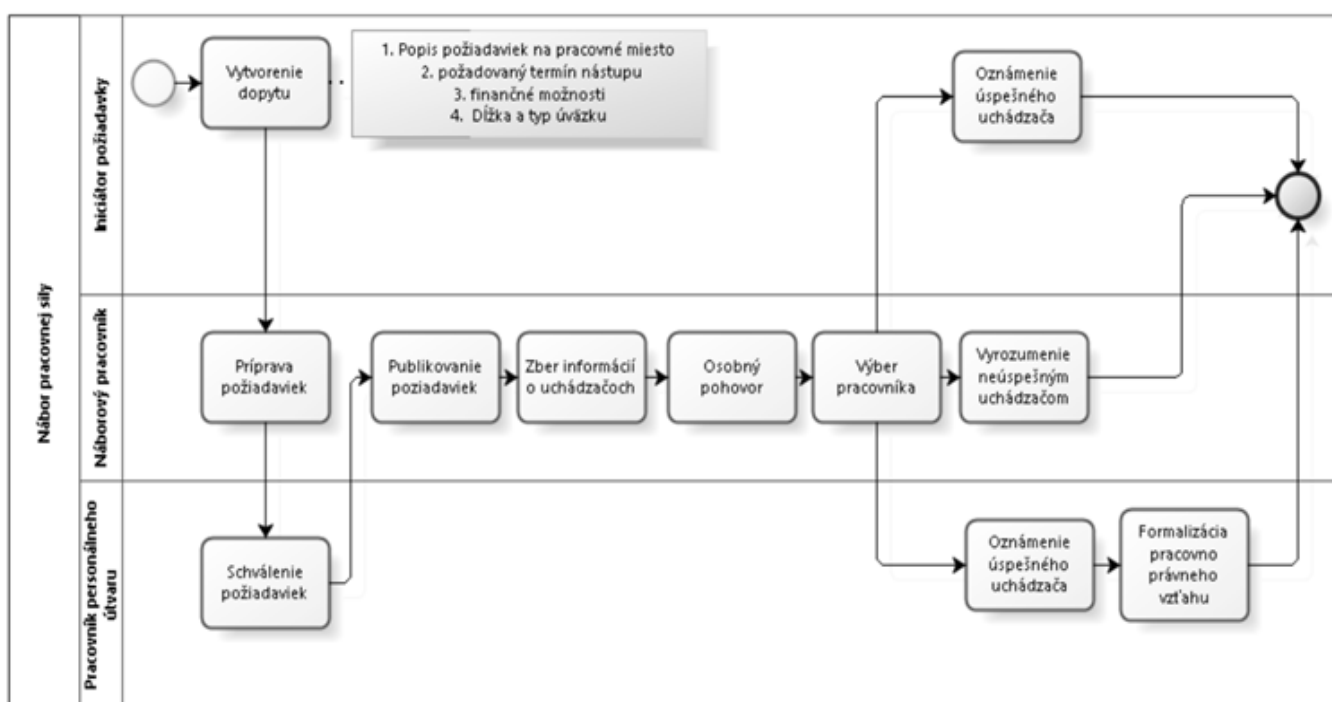 Nábor pracovnej sily
Iniciátor požiadavky
Vytvorenie
dopytu
1. Popis požiadaviek na pracovné miesto
2. požadovaný termín nástupu
3. finančné možnosti
4. Dĺžka a typ úväzku
Oznámenie
úspešného
uchádzača
Náborový pracovník
Príprava
požiadaviek
Publikovanie
poziadaviek
Zber informácií
o uchádzačoch
Osobný
pohovor
Výber
pracovníka
Vyrozumenie
neúspešným
uchádzačom
Pracovník personálneho
útvaru
Schválenie
požiadaviek
Oznámenie
úspešného
uchádzača
Formalizácia
pracovno
právneho
vzťahu